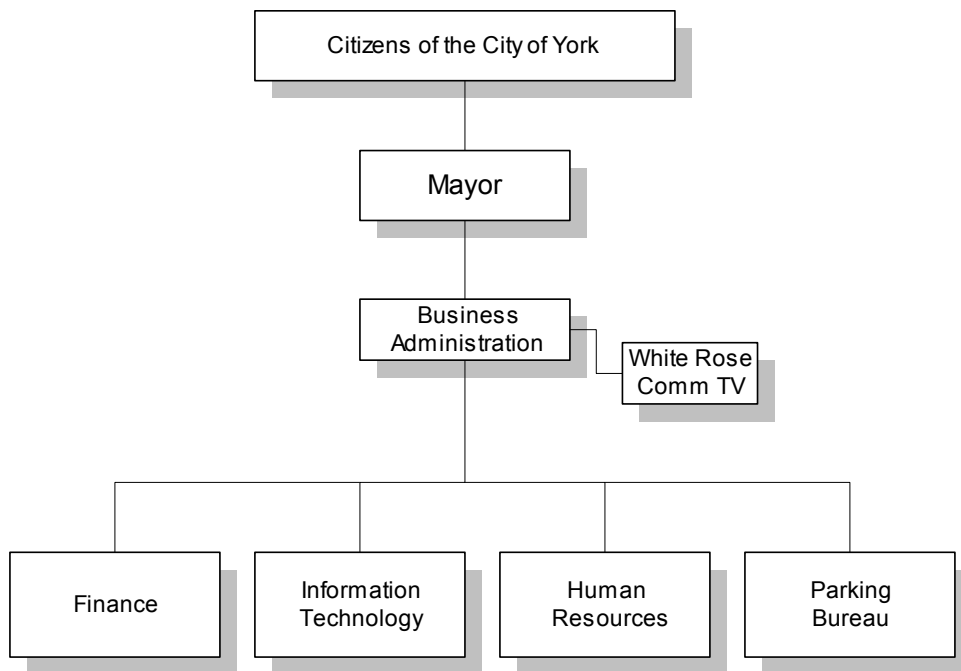 Citizens of the City of York
Mayor
Business
Administration
White Rose
Comm TV
Finance
Information
Technology
Human
Resources
Parking
Bureau